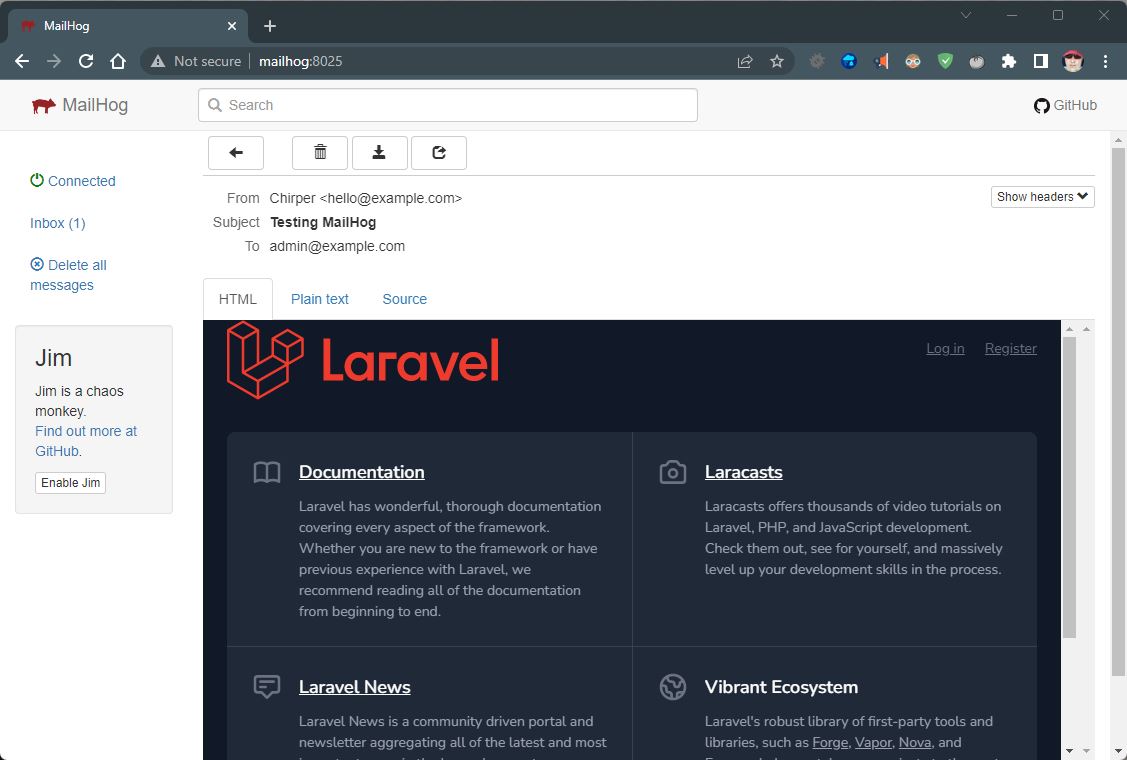 MailHog
Not secure
mailhog:8025
MailHog
Search
GitHub
Connected
Inbox (1)
Delete all
messages
Jim
Jim is a chaos
monkey.
Find out more at
GitHub.
Enable Jim
From Chirper <hello@example.com>
Show headers
Subject Testing MailHog
To admin@example.com
HTML
Plain text
Source
Laravel
Log in
Register
Documentation
Laravel has wonderful, thorough documentation
covering every aspect of the framework.
Whether you are new to the framework or have
previous experience with Laravel, we
recommend reading all of the documentation
from beginning to end.
Laracasts
Laracasts offers thousands of video tutorials on
Laravel, PHP, and JavaScript development.
Check them out, see for yourself, and massively
level up your development skills in the process.
Laravel News
Laravel News is a community driven portal and
newsletter aggregating all of the latest and most
Vibrant Ecosystem
Laravel's robust library of first-party tools and
libraries, such as Forge, Vapor, Nova, and